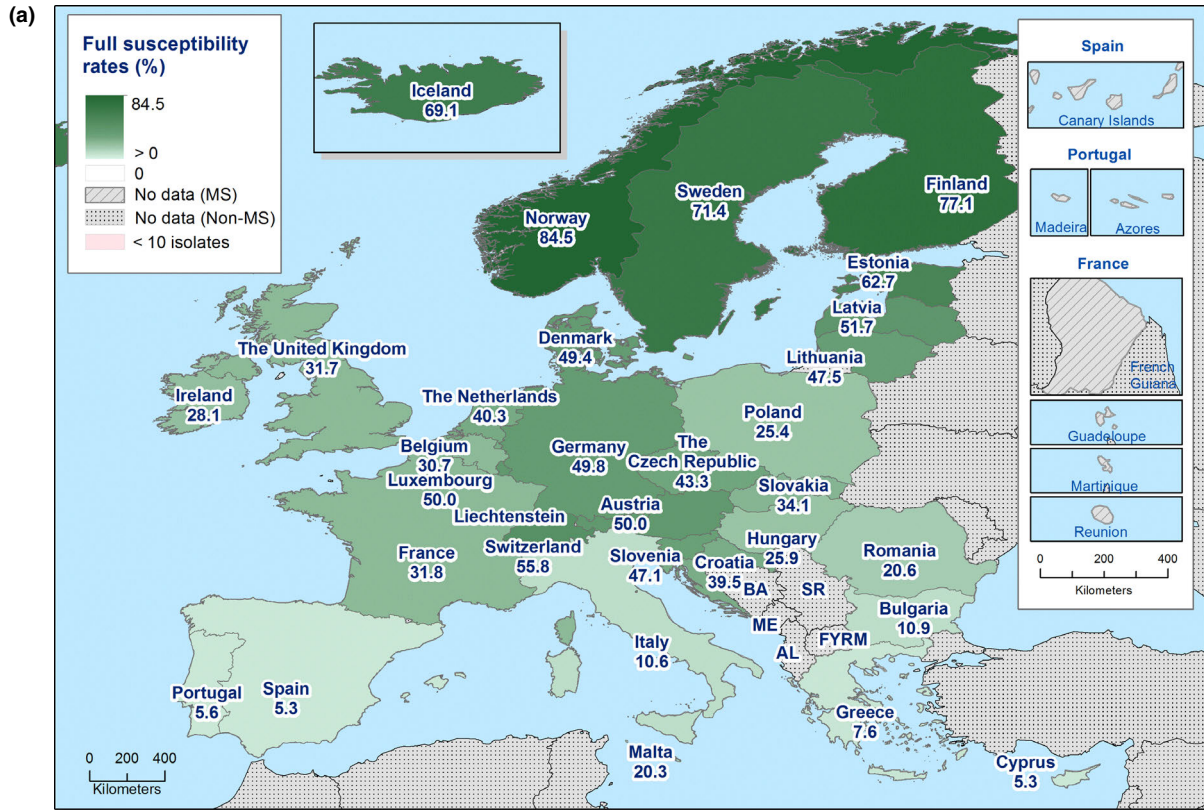 (a)
Full susceptibility
rates (%)
84.5
> 0
0
No data (MS)
No data (Non-MS)
< 10 isolates
Iceland
69.1
Norway
84.5
Sweden
71.4
Finland
77.1
Estonia
62.7
Latvia
51.7
Lithuania
47.5
Denmark
49.4
The United Kingdom
31.7
Ireland
28.1
The Netherlands
40.3
Belgium
30.7
Luxembourg
50.0
Germany
49.8
Poland
25.4
The
Czech Republic
43.3
Slovakia
34.1
Liechtenstein
Austria
50.0
Hungary
25.9
France
31.8
Switzerland
55.8
Slovenia
47.1
Croatia
39.5
Romania
20.6
BA
SR
ME
FYRM
AL
Bulgaria
10.9
Italy
10.6
Portugal
5.6
Spain
5.3
Greece
7.6
Malta
20.3
Cyprus
5.3
0 200 400
Kilometers
Spain
Canary Islands
Portugal
Madeira
Azores
France
French
Guiana
Guadeloupe
Martinique
Reunion
0 200 400
Kilometers